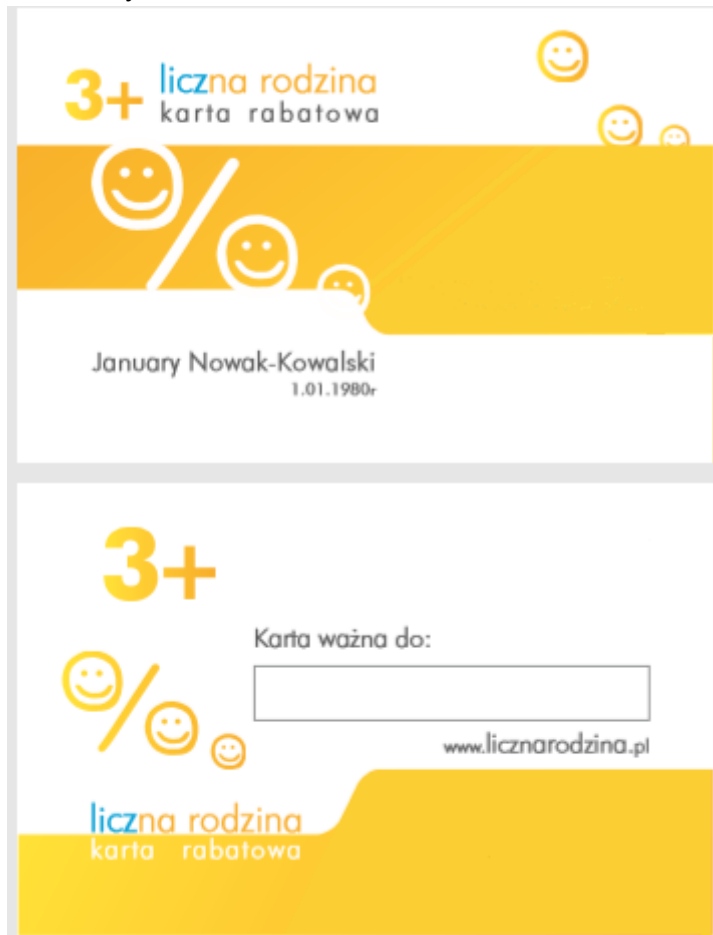 3+ liczna rodzina
karta rabatowa
January Nowak-Kowalski
1.01.1980r
3+
Karta ważna do:
www.licznarodzina.pl
liczna rodzina
karta rabatowa